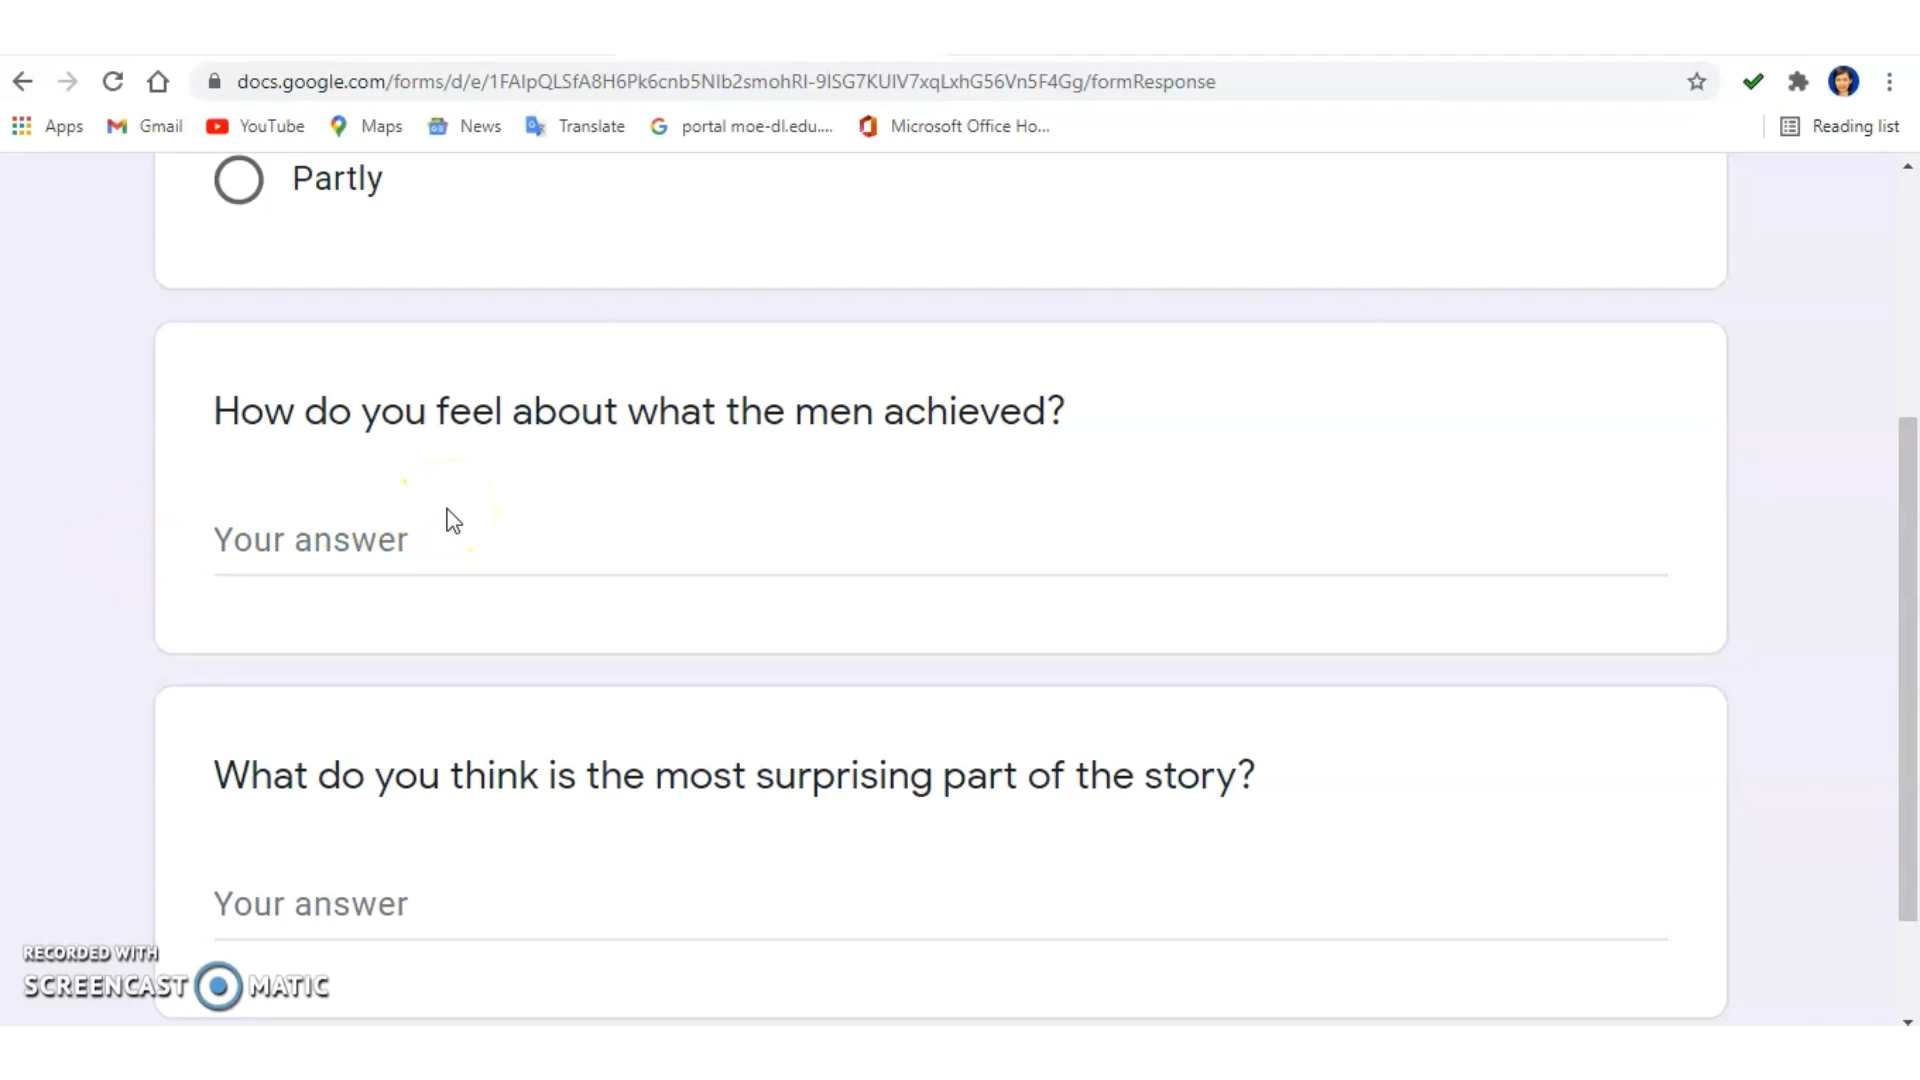 docs.google.com/forms/d/e/1FAIpQLSfA8H6Pk6cnb5NIb2smohRI-9ISG7KUIV7xqLxhG56Vn5F4Gg/formResponse
Apps Gmail YouTube Maps News Translate portal moe-dl.edu.... Microsoft Office Ho... Reading list
Partly
How do you feel about what the men achieved?
Your answer
What do you think is the most surprising part of the story?
Your answer
RECORDED WITH
SCREENCAST MATIC